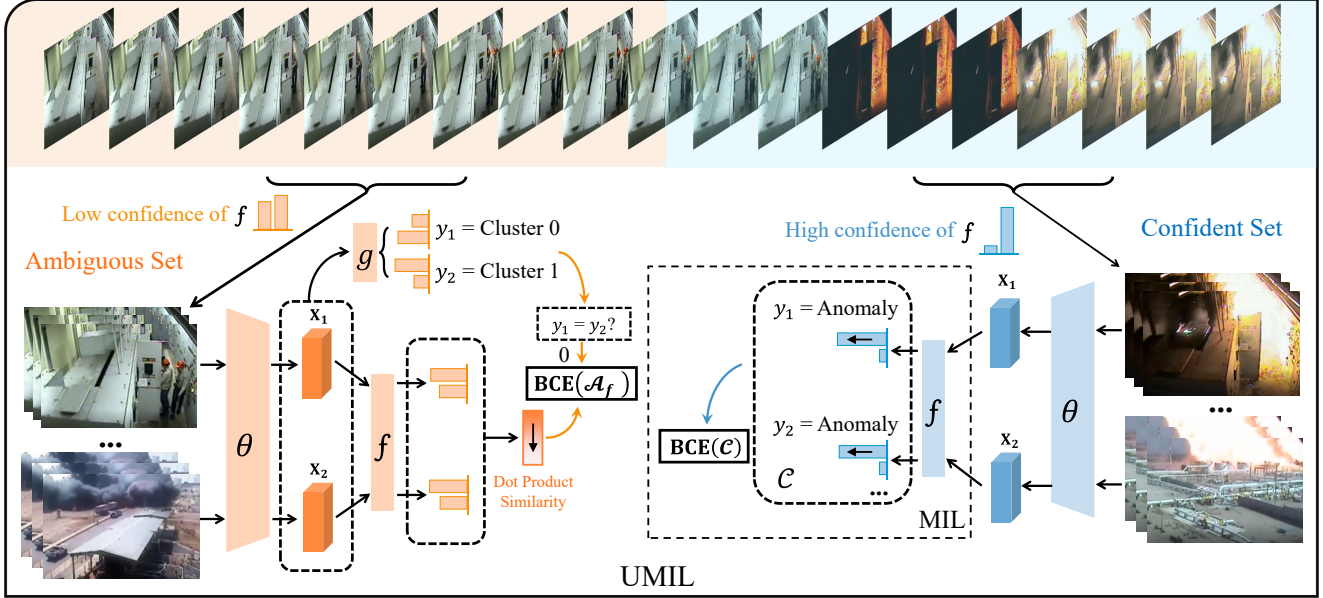 Low confidence of f
Ambiguous Set
g
y₁ = Cluster 0
y₂ = Cluster 1
High confidence of f
Confident Set
x₁
y₁ = y₂?
0
BCE(𝒜_f)
θ
f
x₂
Dot Product
Similarity
y₁ = Anomaly
y₂ = Anomaly
BCE(𝒞)
𝒞
...
MIL
f
x₁
x₂
θ
...
...
UMIL